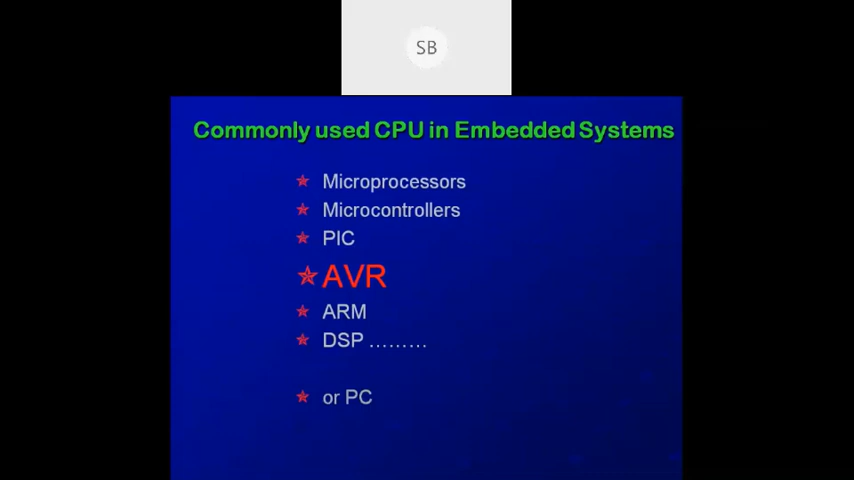 SB
Commonly used CPU in Embedded Systems
Microprocessors
Microcontrollers
PIC
AVR
ARM
DSP .........
or PC